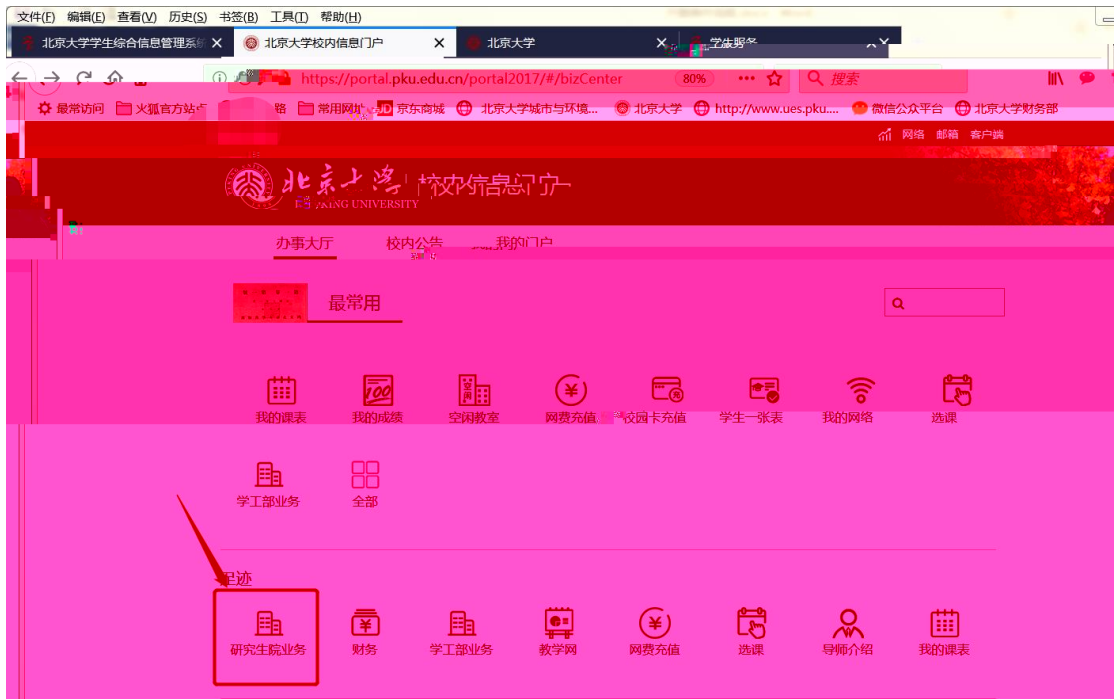 文件(F) 编辑(E) 查看(V) 历史(S) 书签(B) 工具(T) 帮助(H)
北京大学学生综合信息管理系统 北京大学校内信息门户 北京大学 学生服务
https://portal.pku.edu.cn/portal2017/#/bizCenter 80% 搜索
最常访问 火狐官方站点 常用网址 JD 京东商城 北京大学城市与环境... 北京大学 http://www.ues.pku.... 微信公众平台 北京大学财务部
网络 邮箱 客户端
北京大学 校内信息门户
PEKING UNIVERSITY
办事大厅 校内公告 我的门户
最常用
我的课表 我的成绩 空闲教室 网费充值 校园卡充值 学生一张表 我的网络 选课
学工部业务 全部
足迹
研究生院业务 财务 学工部业务 教学网 网费充值 选课 导师介绍 我的课表